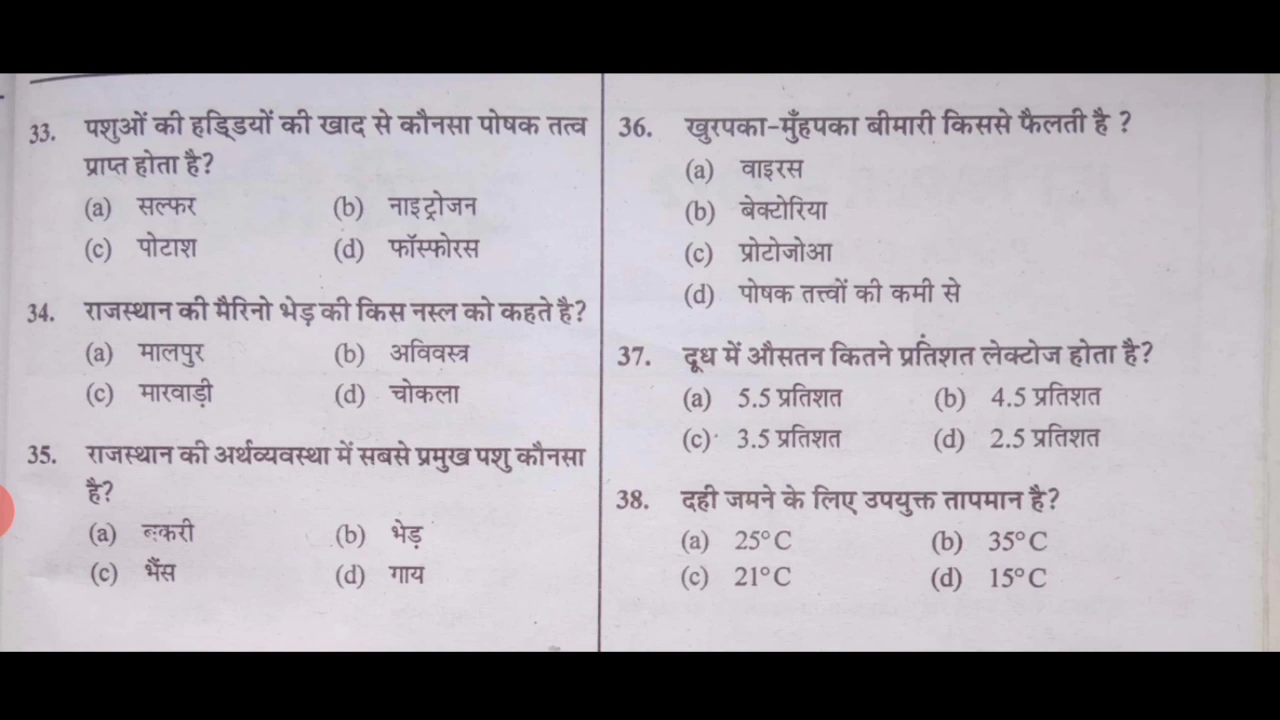 33. पशुओं की हड्डियों की खाद से कौनसा पोषक तत्व
प्राप्त होता है?
(a) सल्फर (b) नाइट्रोजन
(c) पोटाश (d) फॉस्फोरस
34. राजस्थान की मैरिनो भेड़ की किस नस्ल को कहते है?
(a) मालपुर (b) अविवस्त्र
(c) मारवाड़ी (d) चोकला
35. राजस्थान की अर्थव्यवस्था में सबसे प्रमुख पशु कौनसा
है?
(a) बकरी (b) भेड़
(c) भैंस (d) गाय
36. खुरपका-मुँहपका बीमारी किससे फैलती है ?
(a) वाइरस
(b) बेक्टोरिया
(c) प्रोटोजोआ
(d) पोषक तत्त्वों की कमी से
37. दूध में औसतन कितने प्रतिशत लेक्टोज होता है?
(a) 5.5 प्रतिशत (b) 4.5 प्रतिशत
(c) 3.5 प्रतिशत (d) 2.5 प्रतिशत
38. दही जमने के लिए उपयुक्त तापमान है?
(a) 25°C (b) 35°C
(c) 21°C (d) 15°C